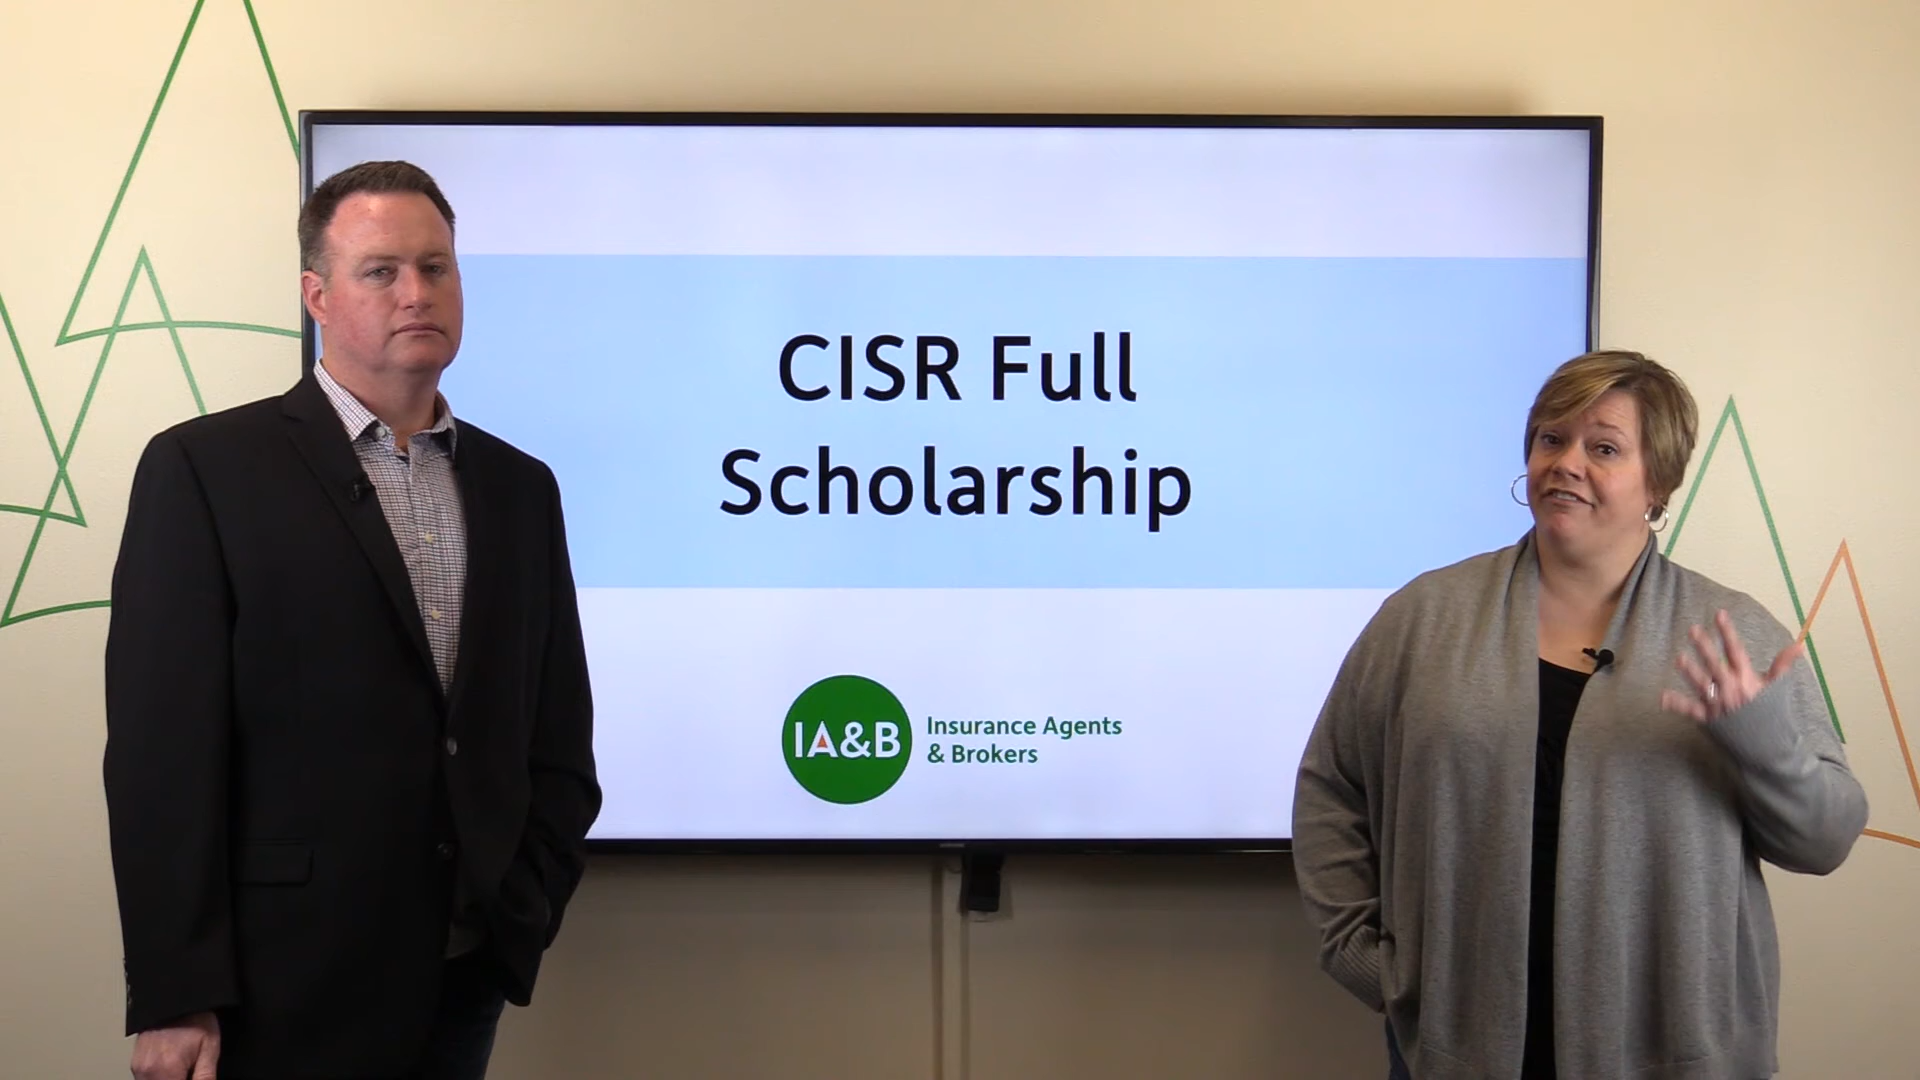 CISR Full
Scholarship
IA&B
Insurance Agents
& Brokers